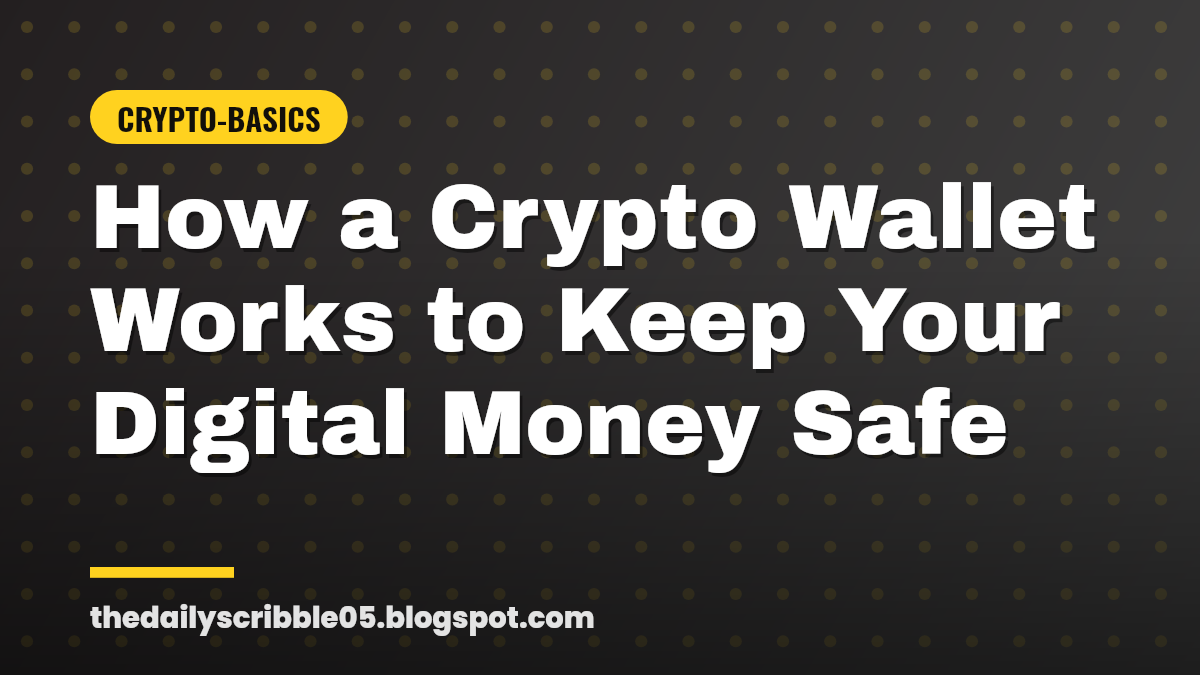 CRYPTO-BASICS
How a Crypto Wallet
Works to Keep Your
Digital Money Safe
thedailyscribble05.blogspot.com